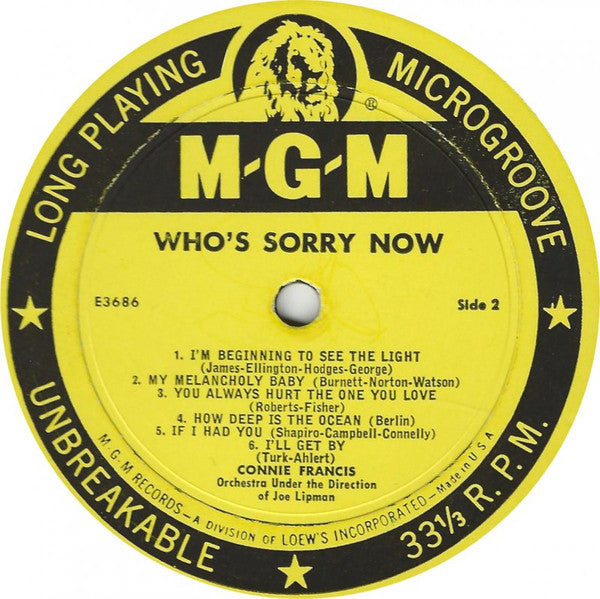 LONG PLAYING
MICROGROOVE
®
M-G-M
WHO'S SORRY NOW
E3686
Side 2
1. I'M BEGINNING TO SEE THE LIGHT
(James-Ellington-Hodges-George)
2. MY MELANCHOLY BABY (Burnett-Norton-Watson)
3. YOU ALWAYS HURT THE ONE YOU LOVE
(Roberts-Fisher)
4. HOW DEEP IS THE OCEAN (Berlin)
5. IF I HAD YOU (Shapiro-Campbell-Connelly)
6. I'LL GET BY
(Turk-Ahlert)
CONNIE FRANCIS
Orchestra Under the Direction
of Joe Lipman
M-G-M RECORDS—A DIVISION OF LOEW'S INCORPORATED—Made in U S A
UNBREAKABLE
33⅓ R. P. M.